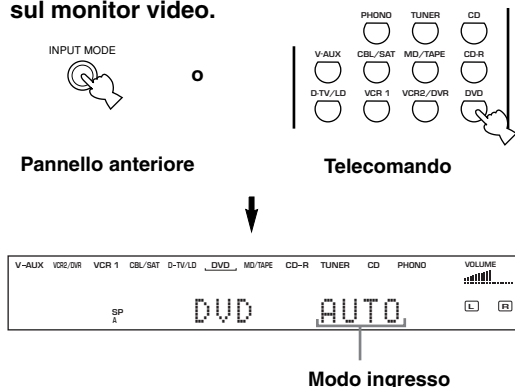 sul monitor video.
INPUT MODE
o
PHONO TUNER CD
V-AUX CBL/SAT MD/TAPE CD-R
D-TV/LD VCR 1 VCR2/DVR DVD
Pannello anteriore
Telecomando
V-AUX VCR2/DVR VCR 1 CBL/SAT D-TV/LD DVD MD/TAPE CD-R TUNER CD PHONO VOLUME
SP
A
DVD AUTO
L R
Modo ingresso